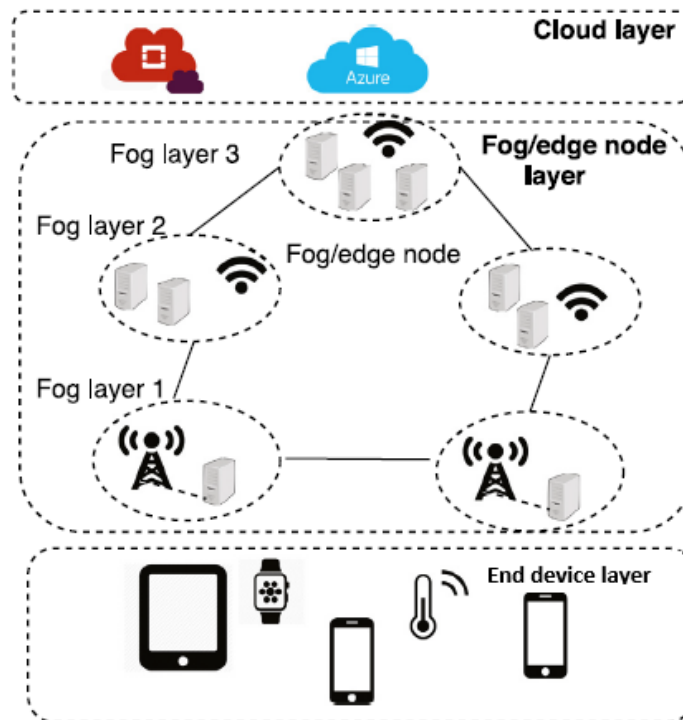 Cloud layer
Azure
Fog layer 3
Fog/edge node
layer
Fog layer 2
Fog/edge node
Fog layer 1
End device layer